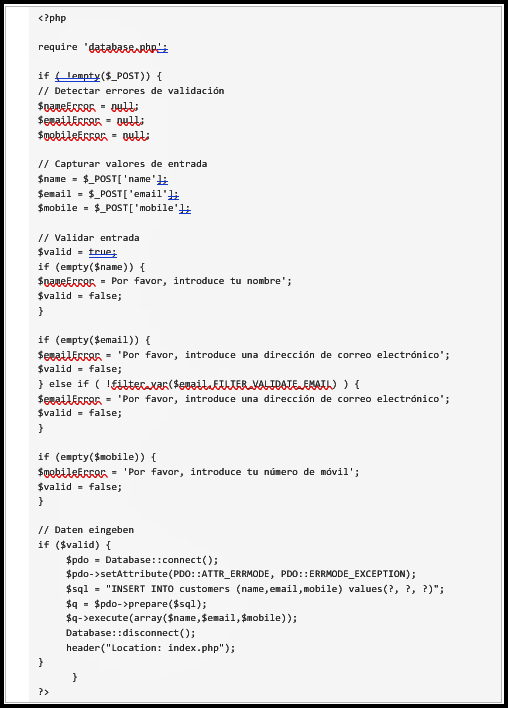 <?php
require 'database.php';
if ( !empty($_POST)) {
// Detectar errores de validación
$nameError = null;
$emailError = null;
$mobileError = null;
// Capturar valores de entrada
$name = $_POST['name'];
$email = $_POST['email'];
$mobile = $_POST['mobile'];
// Validar entrada
$valid = true;
if (empty($name)) {
$nameError = Por favor, introduce tu nombre';
$valid = false;
}
if (empty($email)) {
$emailError = 'Por favor, introduce una dirección de correo electrónico';
$valid = false;
} else if ( !filter_var($email,FILTER_VALIDATE_EMAIL) ) {
$emailError = 'Por favor, introduce una dirección de correo electrónico';
$valid = false;
}
if (empty($mobile)) {
$mobileError = 'Por favor, introduce tu número de móvil';
$valid = false;
}
// Daten eingeben
if ($valid) {
$pdo = Database::connect();
$pdo->setAttribute(PDO::ATTR_ERRMODE, PDO::ERRMODE_EXCEPTION);
$sql = "INSERT INTO customers (name,email,mobile) values(?, ?, ?)";
$q = $pdo->prepare($sql);
$q->execute(array($name,$email,$mobile));
Database::disconnect();
header("Location: index.php");
}
}
?>